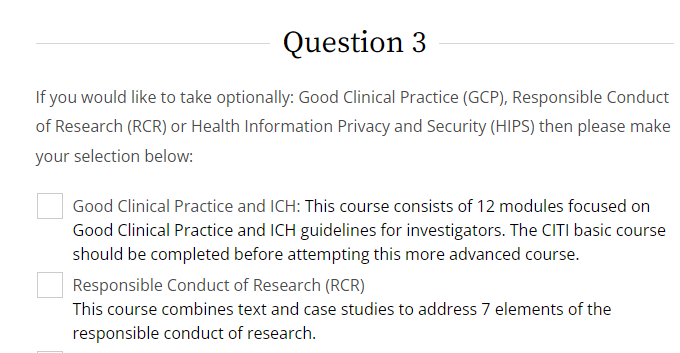 Question 3
If you would like to take optionally: Good Clinical Practice (GCP), Responsible Conduct
of Research (RCR) or Health Information Privacy and Security (HIPS) then please make
your selection below:
Good Clinical Practice and ICH: This course consists of 12 modules focused on
Good Clinical Practice and ICH guidelines for investigators. The CITI basic course
should be completed before attempting this more advanced course.
Responsible Conduct of Research (RCR)
This course combines text and case studies to address 7 elements of the
responsible conduct of research.